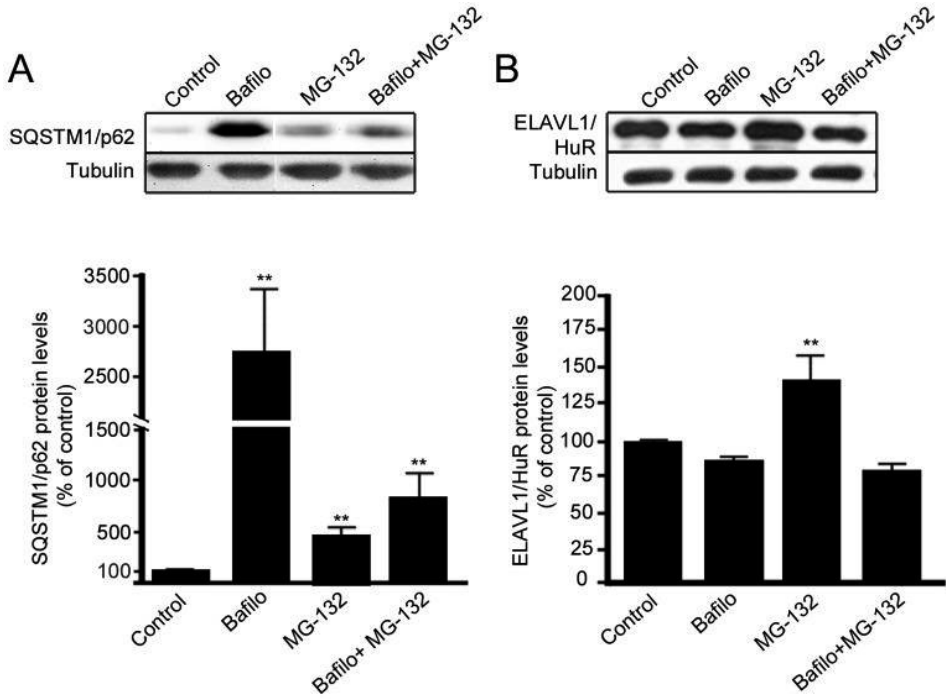 A
Control
Bafilo
MG-132
Bafilo+MG-132
SQSTM1/p62
Tubulin
SQSTM1/p62 protein levels
(% of control)
3500
3000
2500
1500
1000
500
100
**
**
**
Control
Bafilo
MG-132
Bafilo+ MG-132
B
Control
Bafilo
MG-132
Bafilo+MG-132
ELAVL1/
HuR
Tubulin
ELAVL1/HuR protein levels
(% of control)
200
175
150
125
100
75
50
25
0
**
Control
Bafilo
MG-132
Bafilo+MG-132